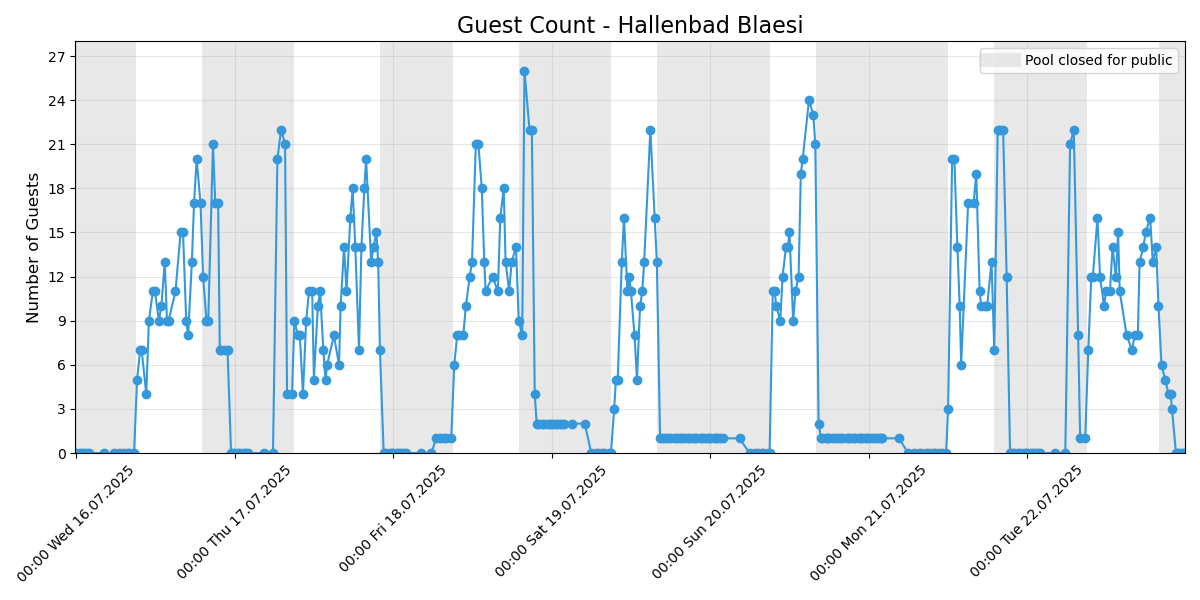 Guest Count - Hallenbad Blaesi
Pool closed for public
Number of Guests
27
24
21
18
15
12
9
6
3
0
00:00 Wed 16.07.2025
00:00 Thu 17.07.2025
00:00 Fri 18.07.2025
00:00 Sat 19.07.2025
00:00 Sun 20.07.2025
00:00 Mon 21.07.2025
00:00 Tue 22.07.2025